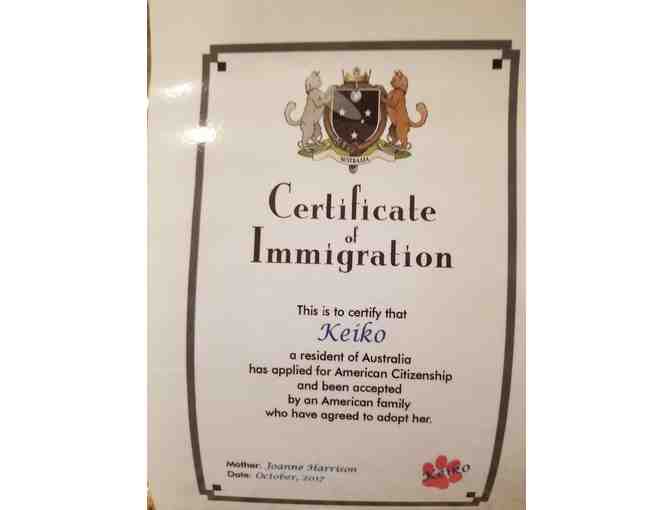 AUSTRALIA
Certificate
of
Immigration
This is to certify that
Keiko
a resident of Australia
has applied for American Citizenship
and been accepted
by an American family
who have agreed to adopt her.
Mother: Joanne Harrison
Date: October, 2017
Keiko